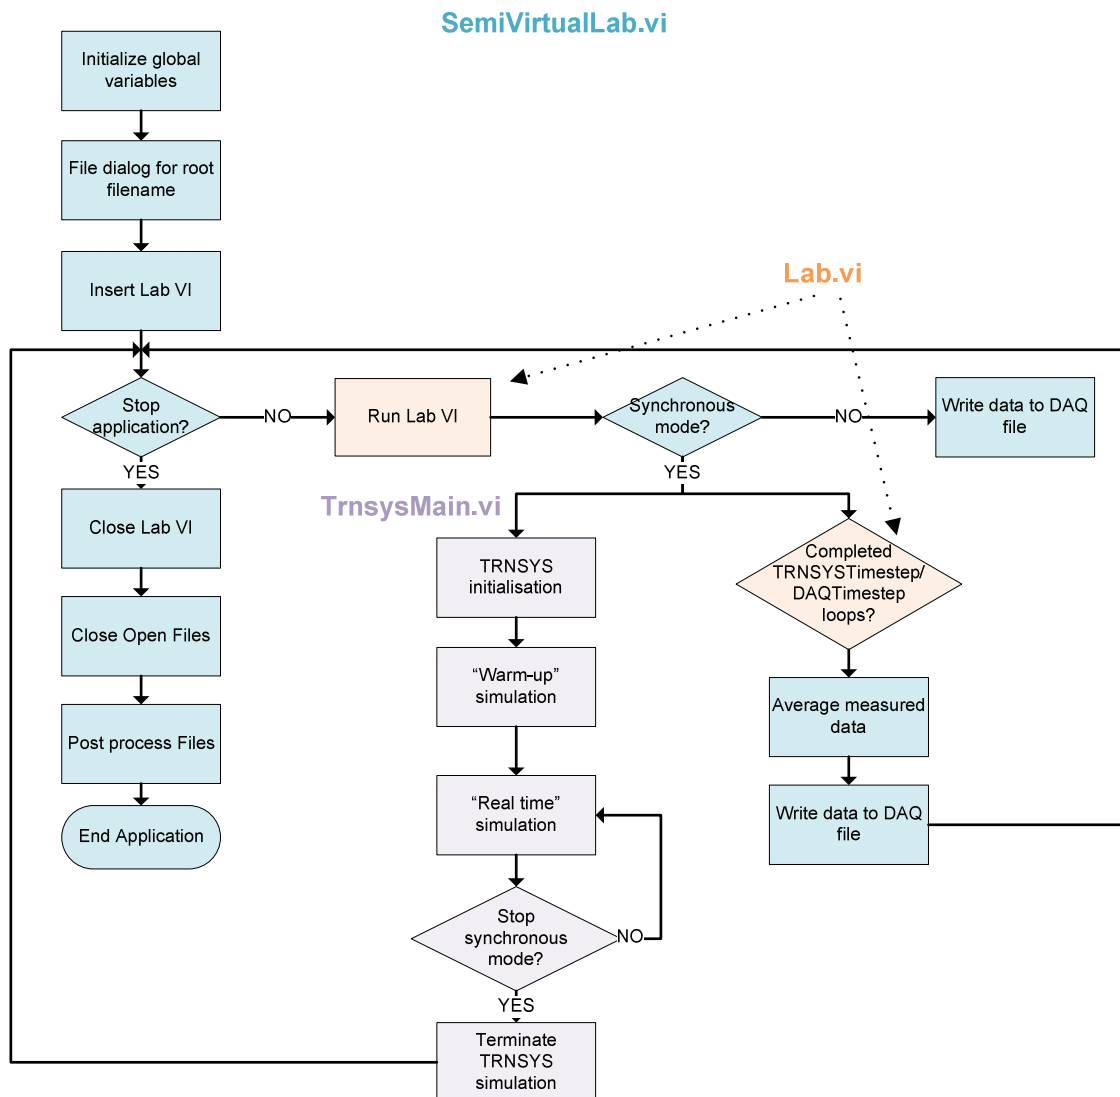 SemiVirtualLab.vi
Initialize global
variables
File dialog for root
filename
Insert Lab VI
Lab.vi
Stop
application?
NO
Run Lab VI
Synchronous
mode?
NO
Write data to DAQ
file
YES
YES
Close Lab VI
TrnsysMain.vi
TRNSYS
initialisation
Completed
TRNSYSTimestep/
DAQTimestep
loops?
Close Open Files
“Warm-up”
simulation
Average measured
data
Post process Files
“Real time”
simulation
Write data to DAQ
file
End Application
Stop
synchronous
mode?
NO
YES
Terminate
TRNSYS
simulation